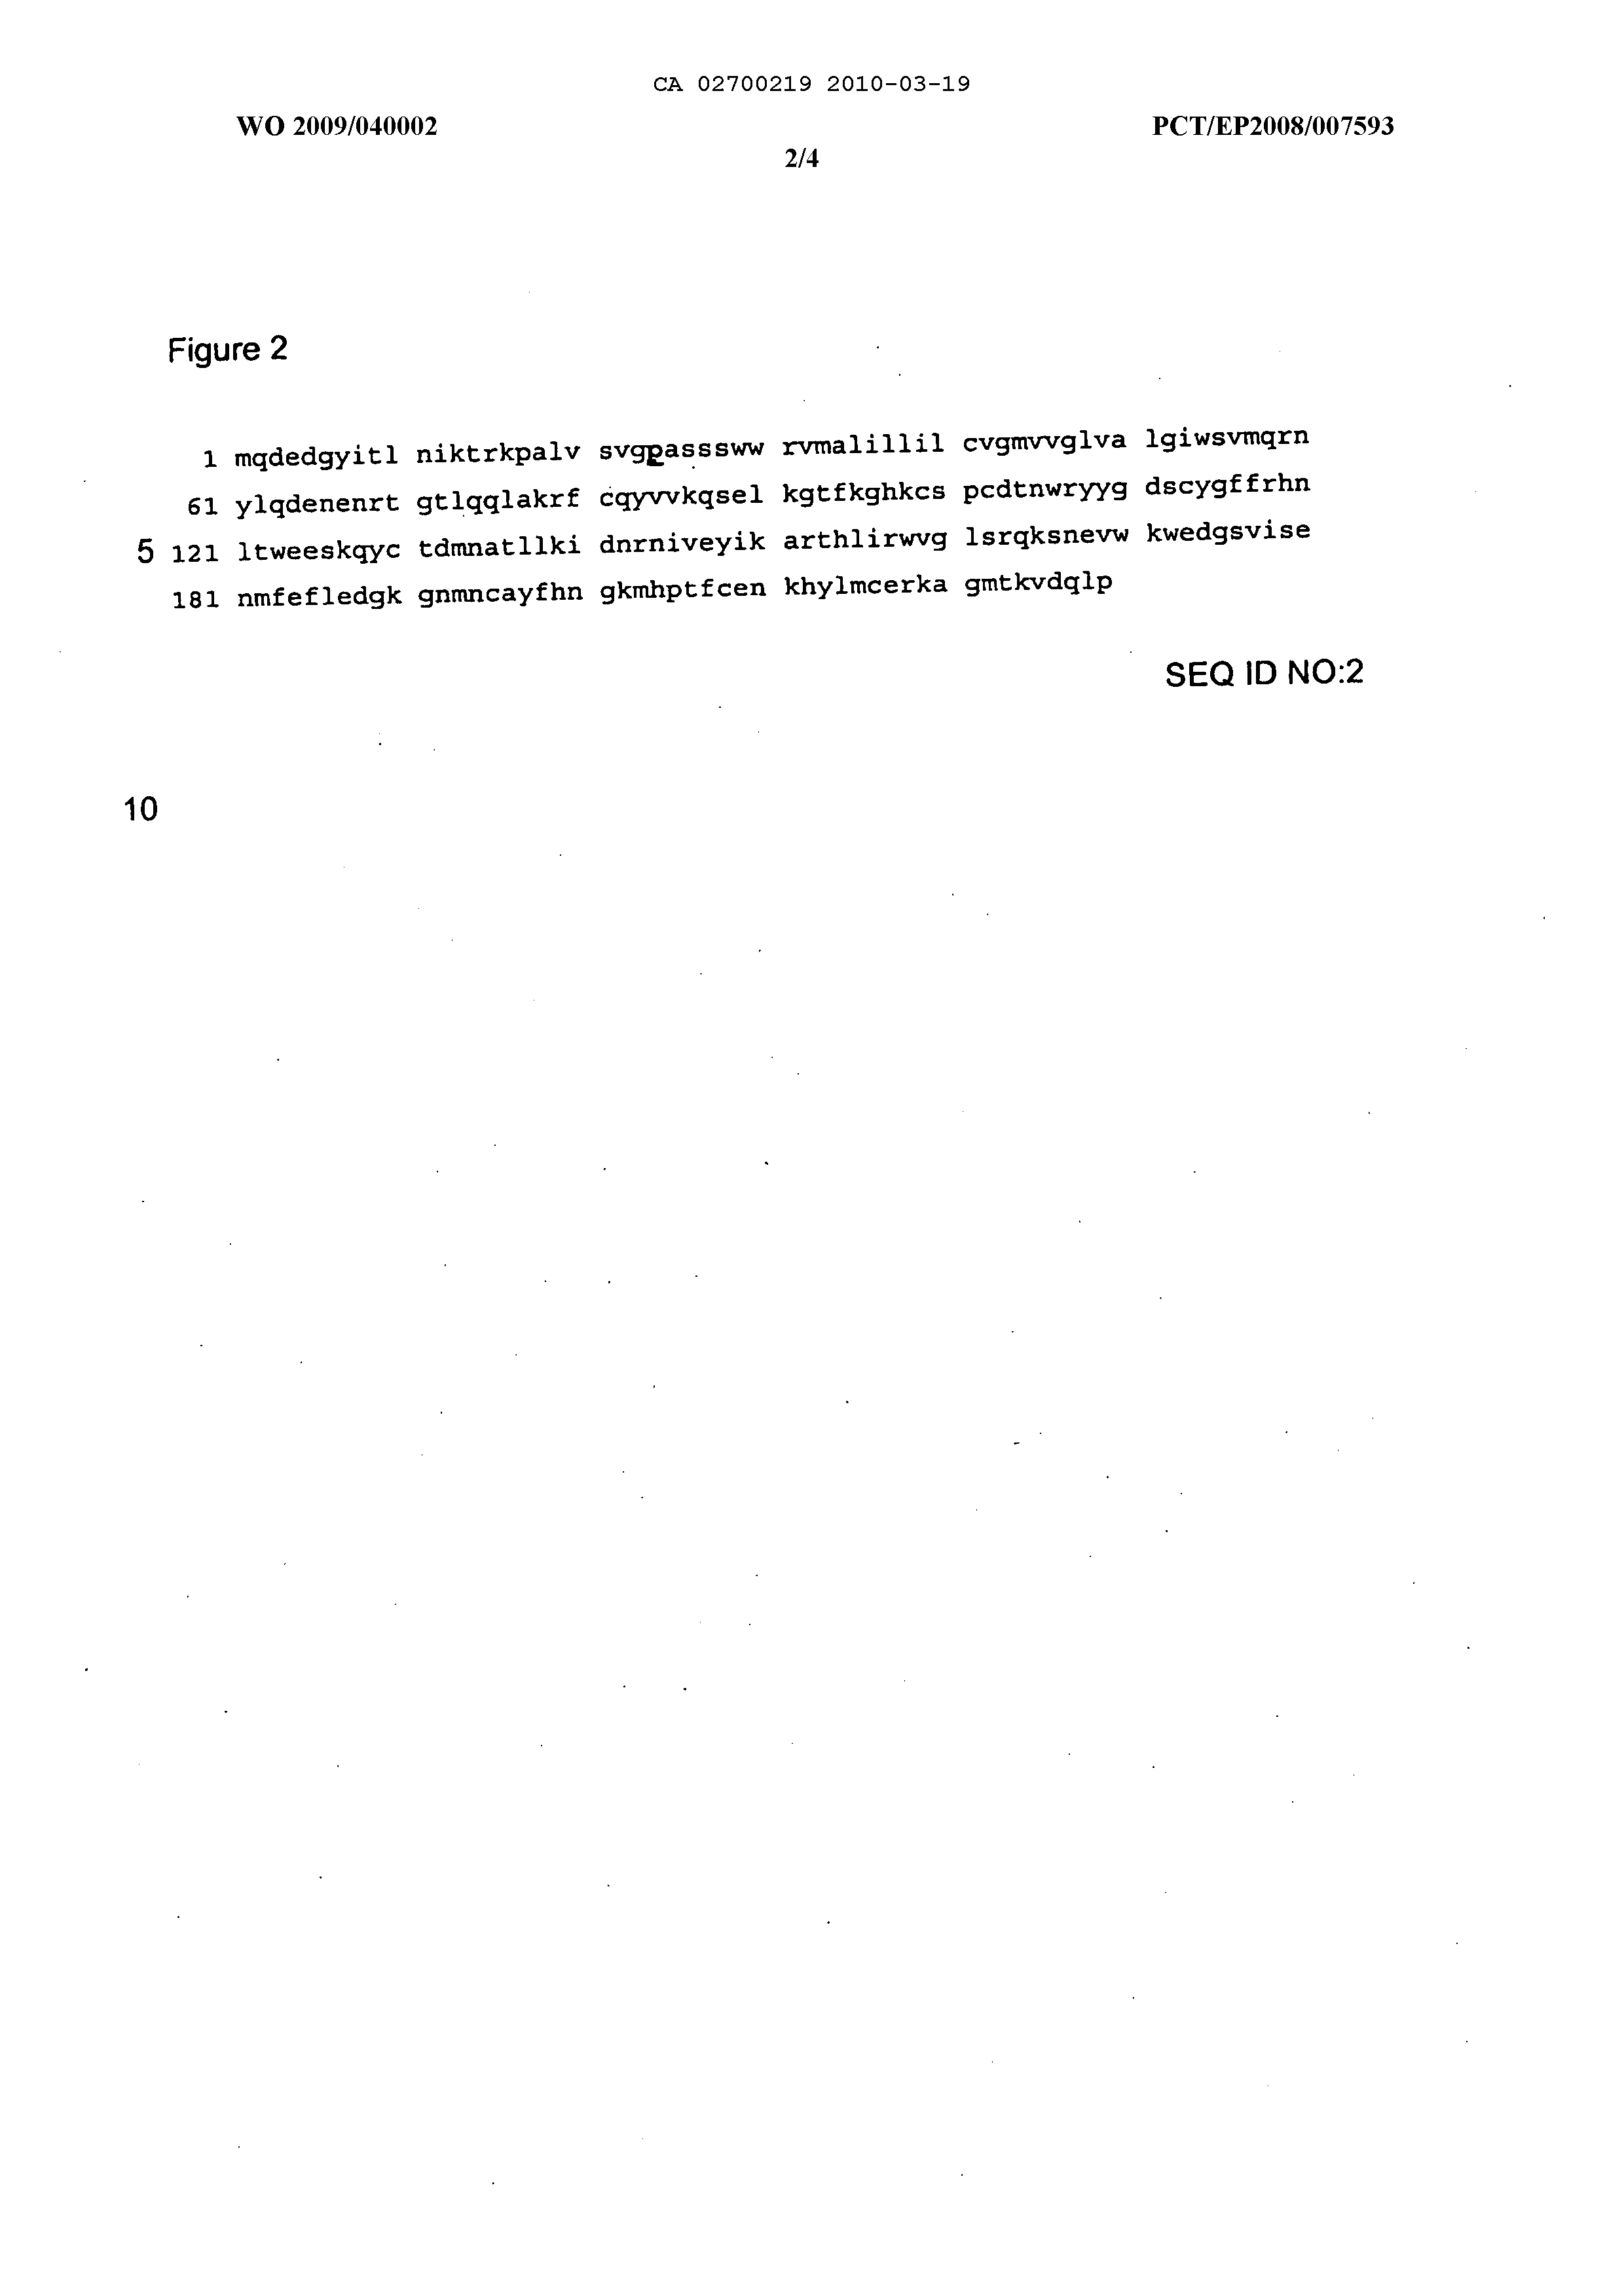 CA 02700219 2010-03-19
WO 2009/040002 PCT/EP2008/007593
2/4
Figure 2
1 mqdedgyitl niktrkpalv svgpasssww rvmalillil cvgmvvglva lgiwsvmqrn
61 ylqdenenrt gtlqqlakrf cqyvvkqsel kgtfkghkcs pcdtnwryyg dscygffrhn
5 121 ltweeskqyc tdmnatllki dnrniveyik arthlirwvg lsrqksnevw kwedgsvise
181 nmfefledgk gnmncayfhn gkmhptfcen khylmcerka gmtkvdqlp
SEQ ID NO:2
10